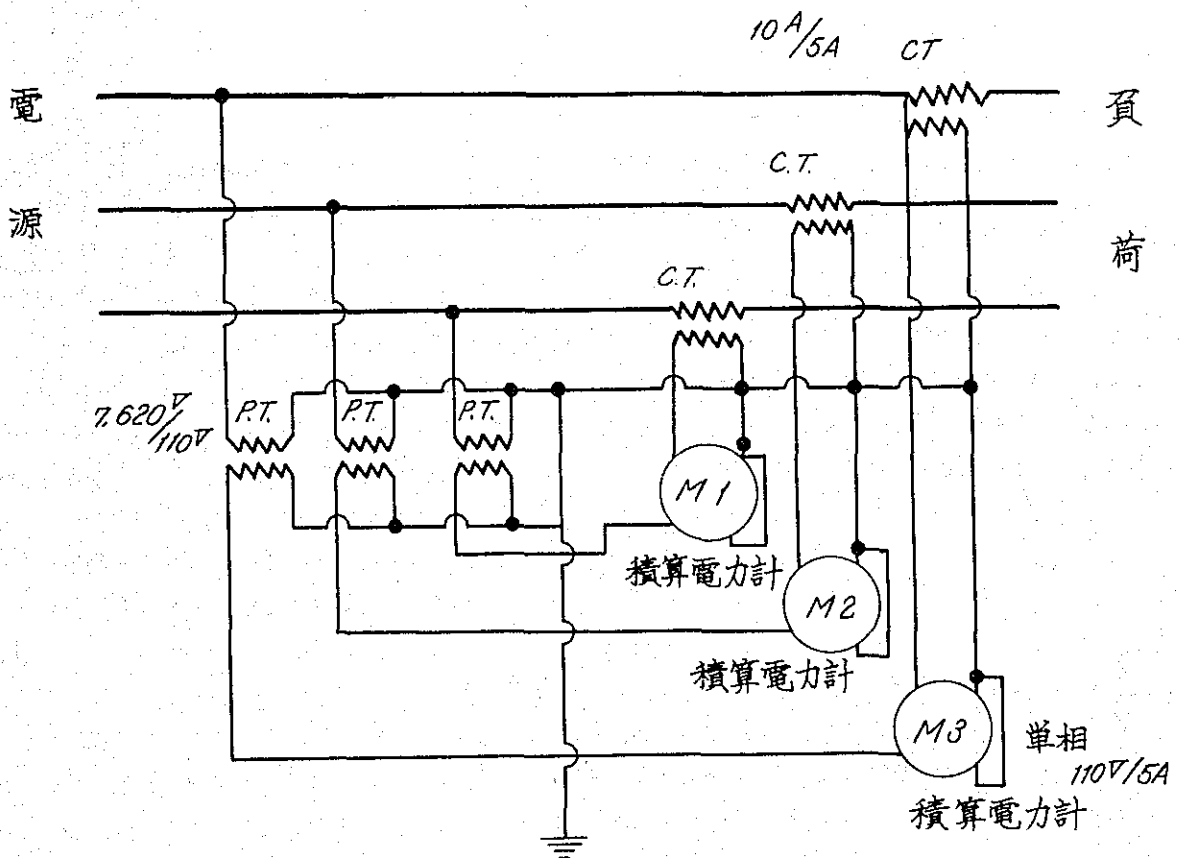 10A/5A CT
電源
負荷
C.T.
C.T.
7.620V/110V P.T. P.T. P.T.
M1
積算電力計
M2
積算電力計
M3
単相
110V/5A
積算電力計